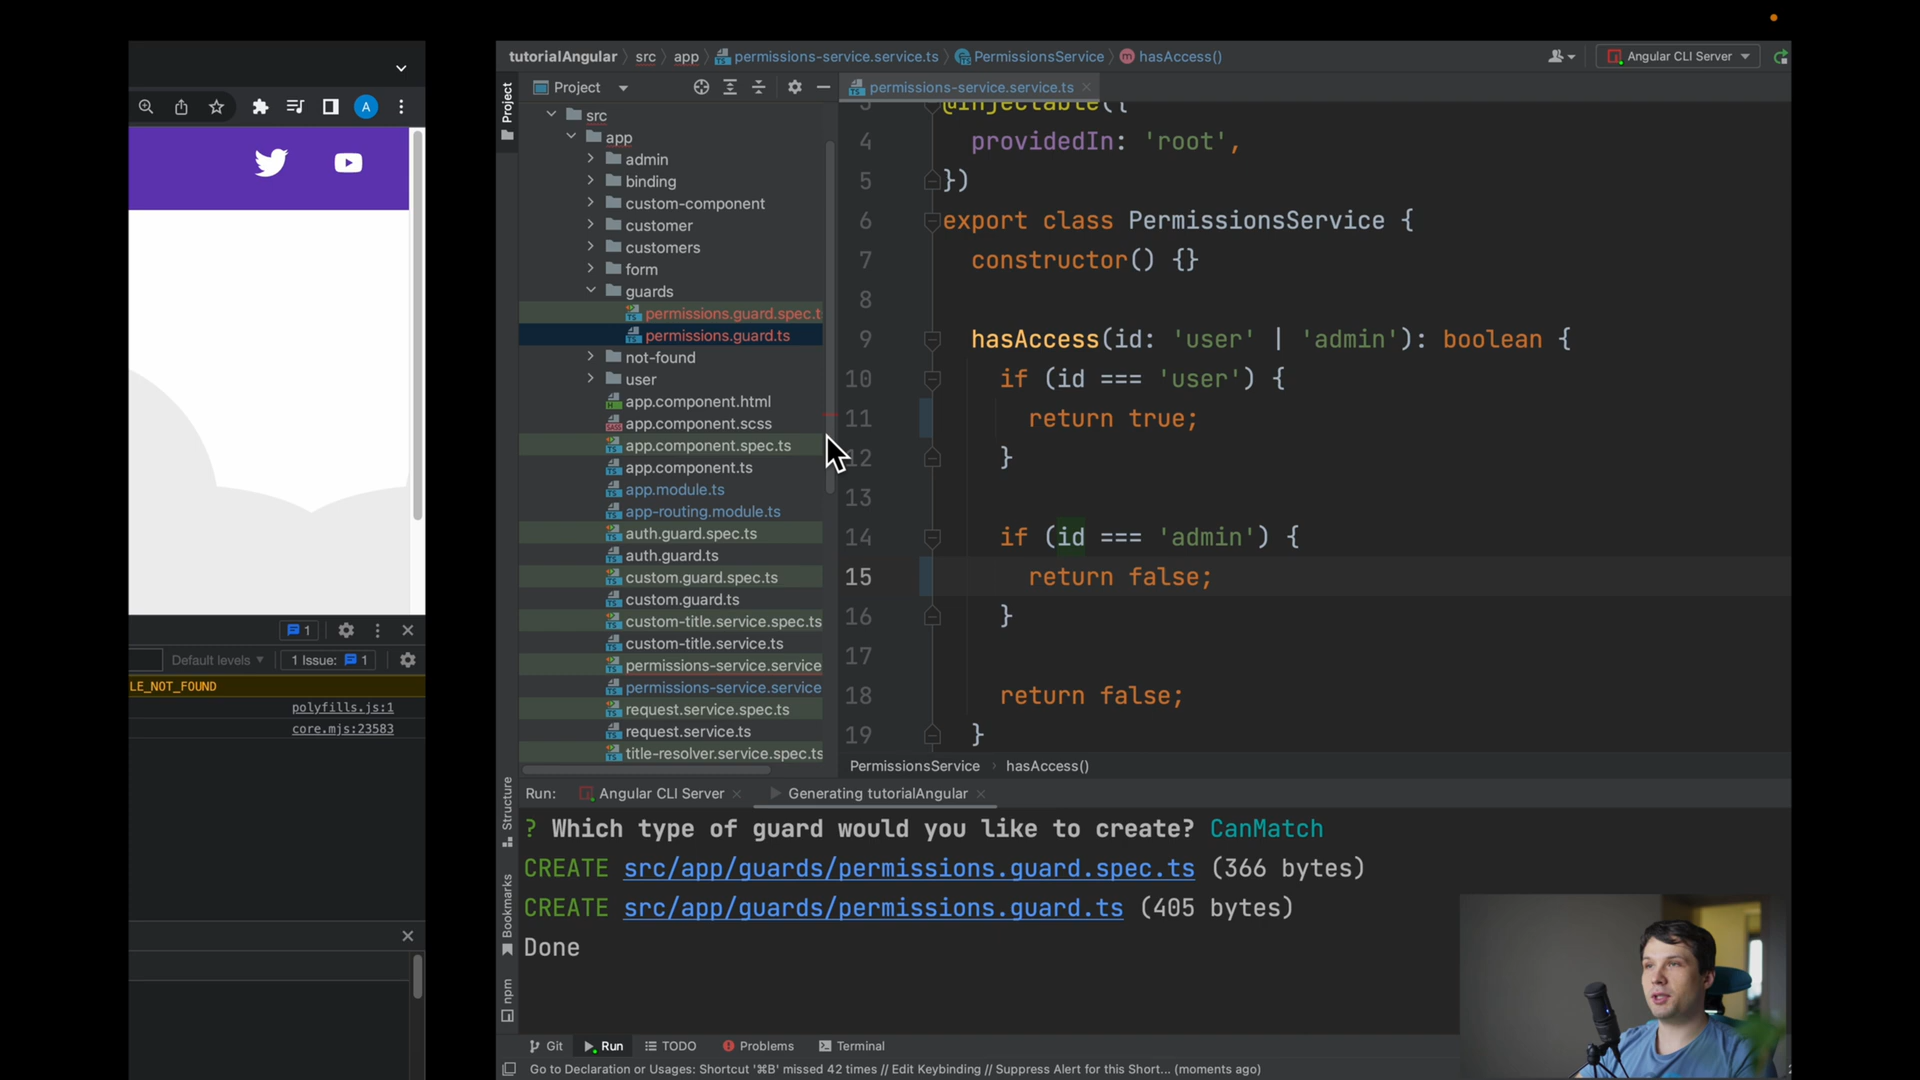 A
LE_NOT_FOUND
Default levels ▾
1 Issue: 1
1
polyfills.js:1
core.mjs:23583
tutorialAngular › src › app › permissions-service.service.ts › PermissionsService › m hasAccess()
Angular CLI Server
Project
Project
permissions-service.service.ts
src
app
admin
binding
custom-component
customer
customers
form
guards
permissions.guard.spec.t
permissions.guard.ts
not-found
user
app.component.html
app.component.scss
app.component.spec.ts
app.component.ts
app.module.ts
app-routing.module.ts
auth.guard.spec.ts
auth.guard.ts
custom.guard.spec.ts
custom.guard.ts
custom-title.service.spec.ts
custom-title.service.ts
permissions-service.service
permissions-service.service
request.service.spec.ts
request.service.ts
title-resolver.service.spec.ts
3 @Injectable({
4 providedIn: 'root',
5 })
6 export class PermissionsService {
7 constructor() {}
8
9 hasAccess(id: 'user' | 'admin'): boolean {
10 if (id === 'user') {
11 return true;
12 }
13
14 if (id === 'admin') {
15 return false;
16 }
17
18 return false;
19 }
PermissionsService › hasAccess()
Structure
Bookmarks
npm
Run: Angular CLI Server Generating tutorialAngular
? Which type of guard would you like to create? CanMatch
CREATE src/app/guards/permissions.guard.spec.ts (366 bytes)
CREATE src/app/guards/permissions.guard.ts (405 bytes)
Done
Git Run TODO Problems Terminal
Go to Declaration or Usages: Shortcut '⌘B' missed 42 times // Edit Keybinding // Suppress Alert for this Short... (moments ago)